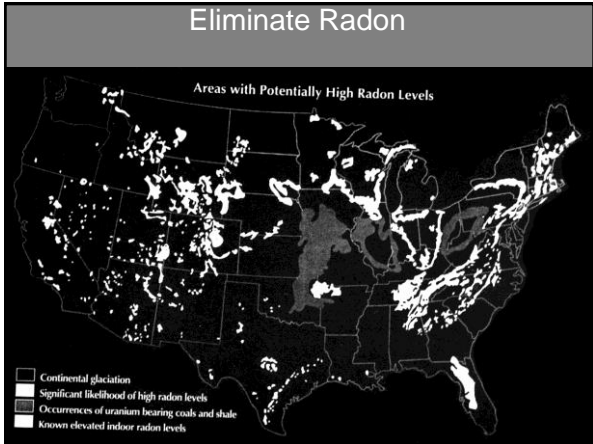 Eliminate Radon
Areas with Potentially High Radon Levels
Continental glaciation
Significant likelihood of high radon levels
Occurrences of uranium bearing coals and shale
Known elevated indoor radon levels